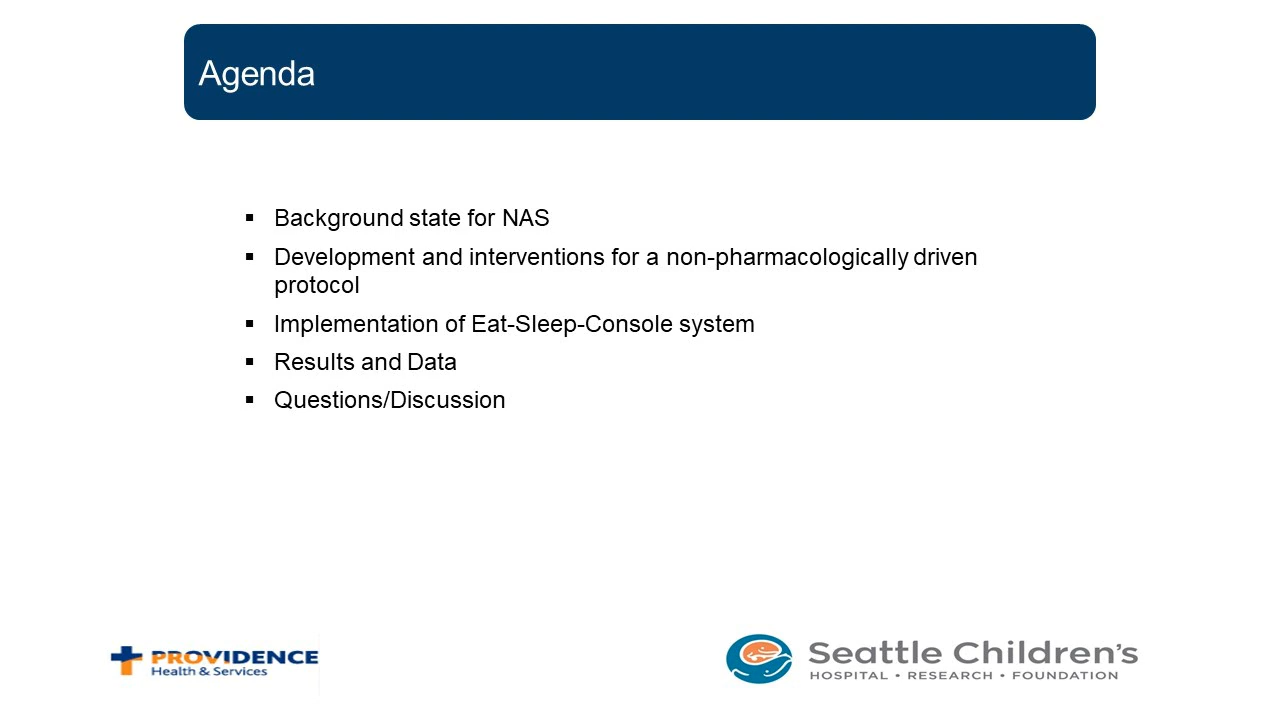 Agenda
▪ Background state for NAS
▪ Development and interventions for a non-pharmacologically driven
protocol
▪ Implementation of Eat-Sleep-Console system
▪ Results and Data
▪ Questions/Discussion
PROVIDENCE
Health & Services
Seattle Children's
HOSPITAL • RESEARCH • FOUNDATION